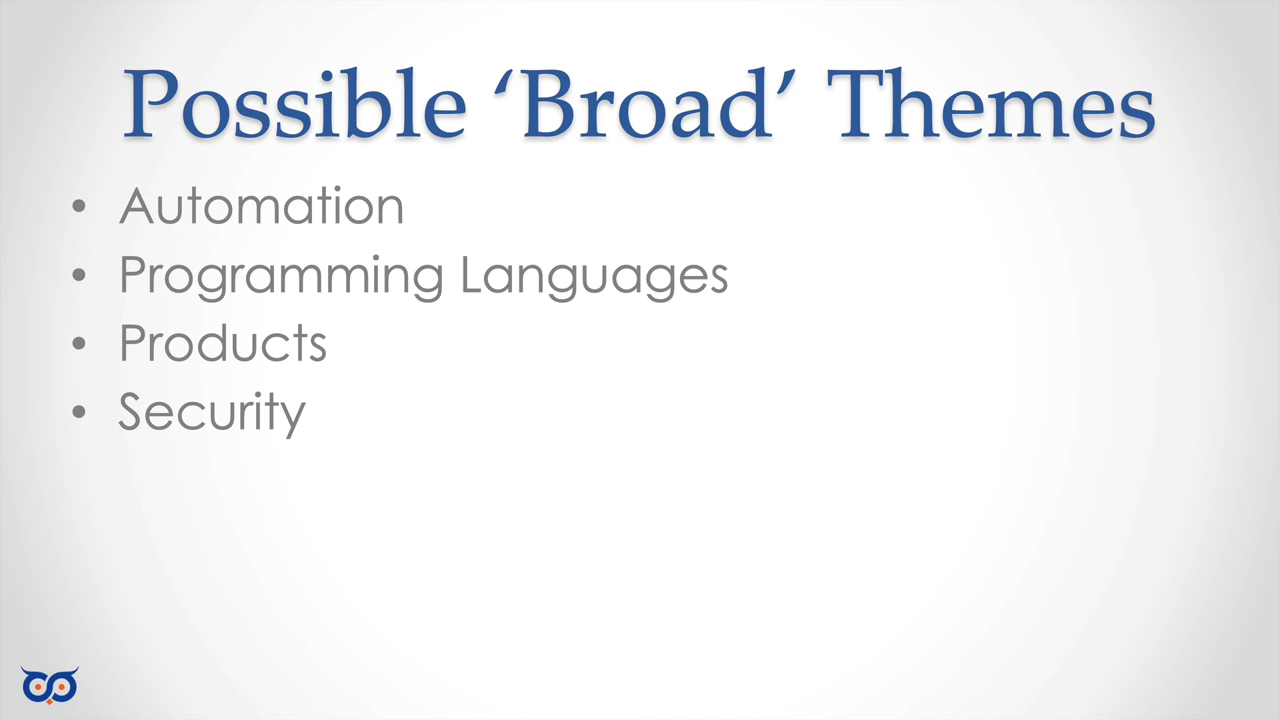 Possible ‘Broad’ Themes
• Automation
• Programming Languages
• Products
• Security